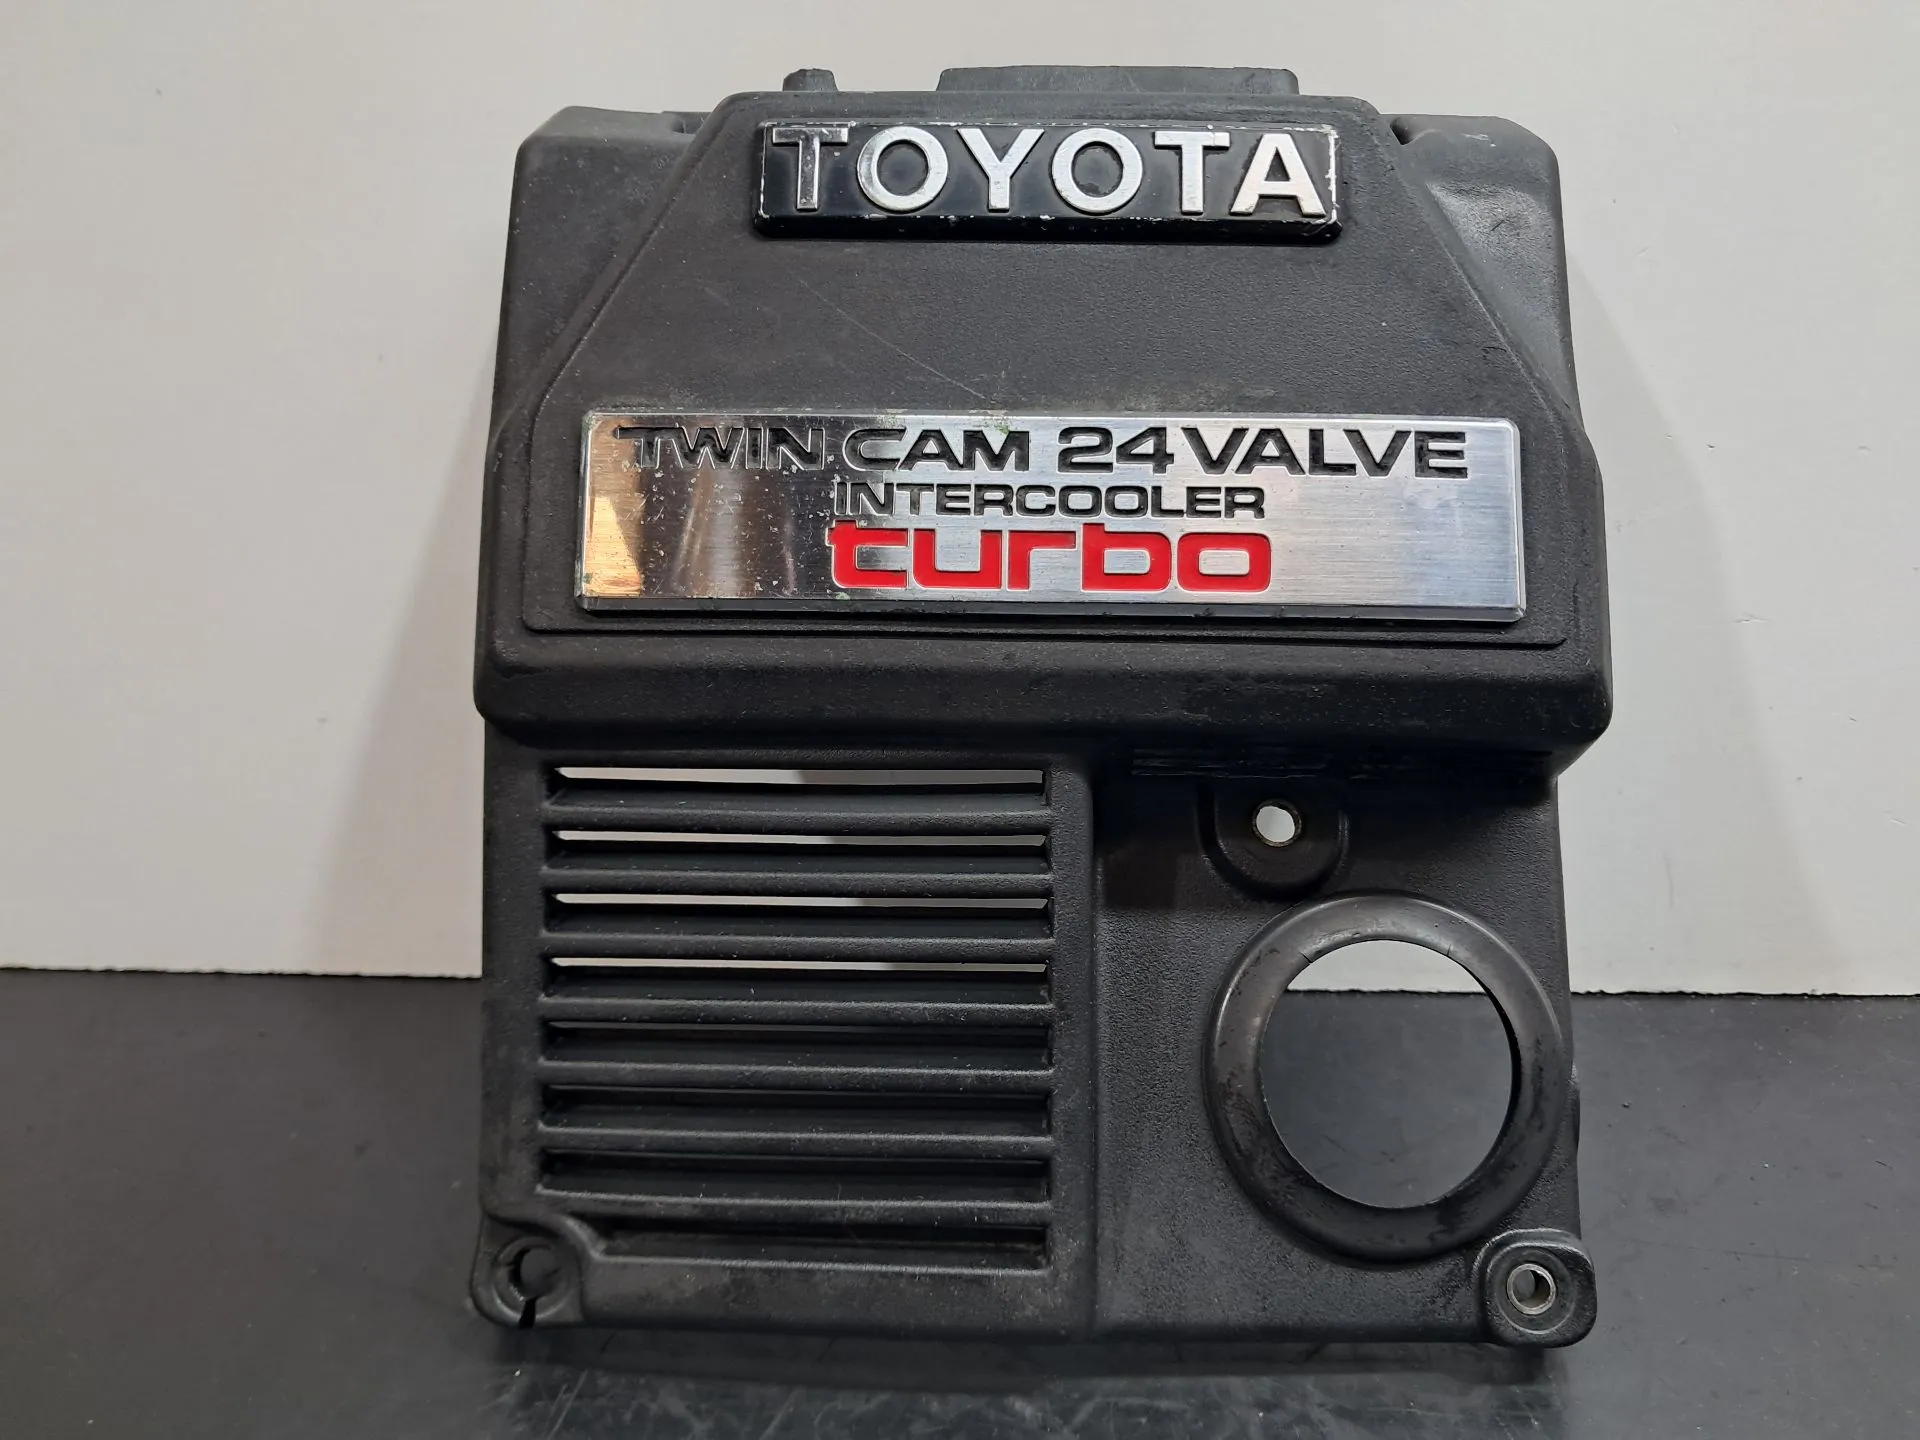 TOYOTA
TWIN CAM 24 VALVE
INTERCOOLER
turbo